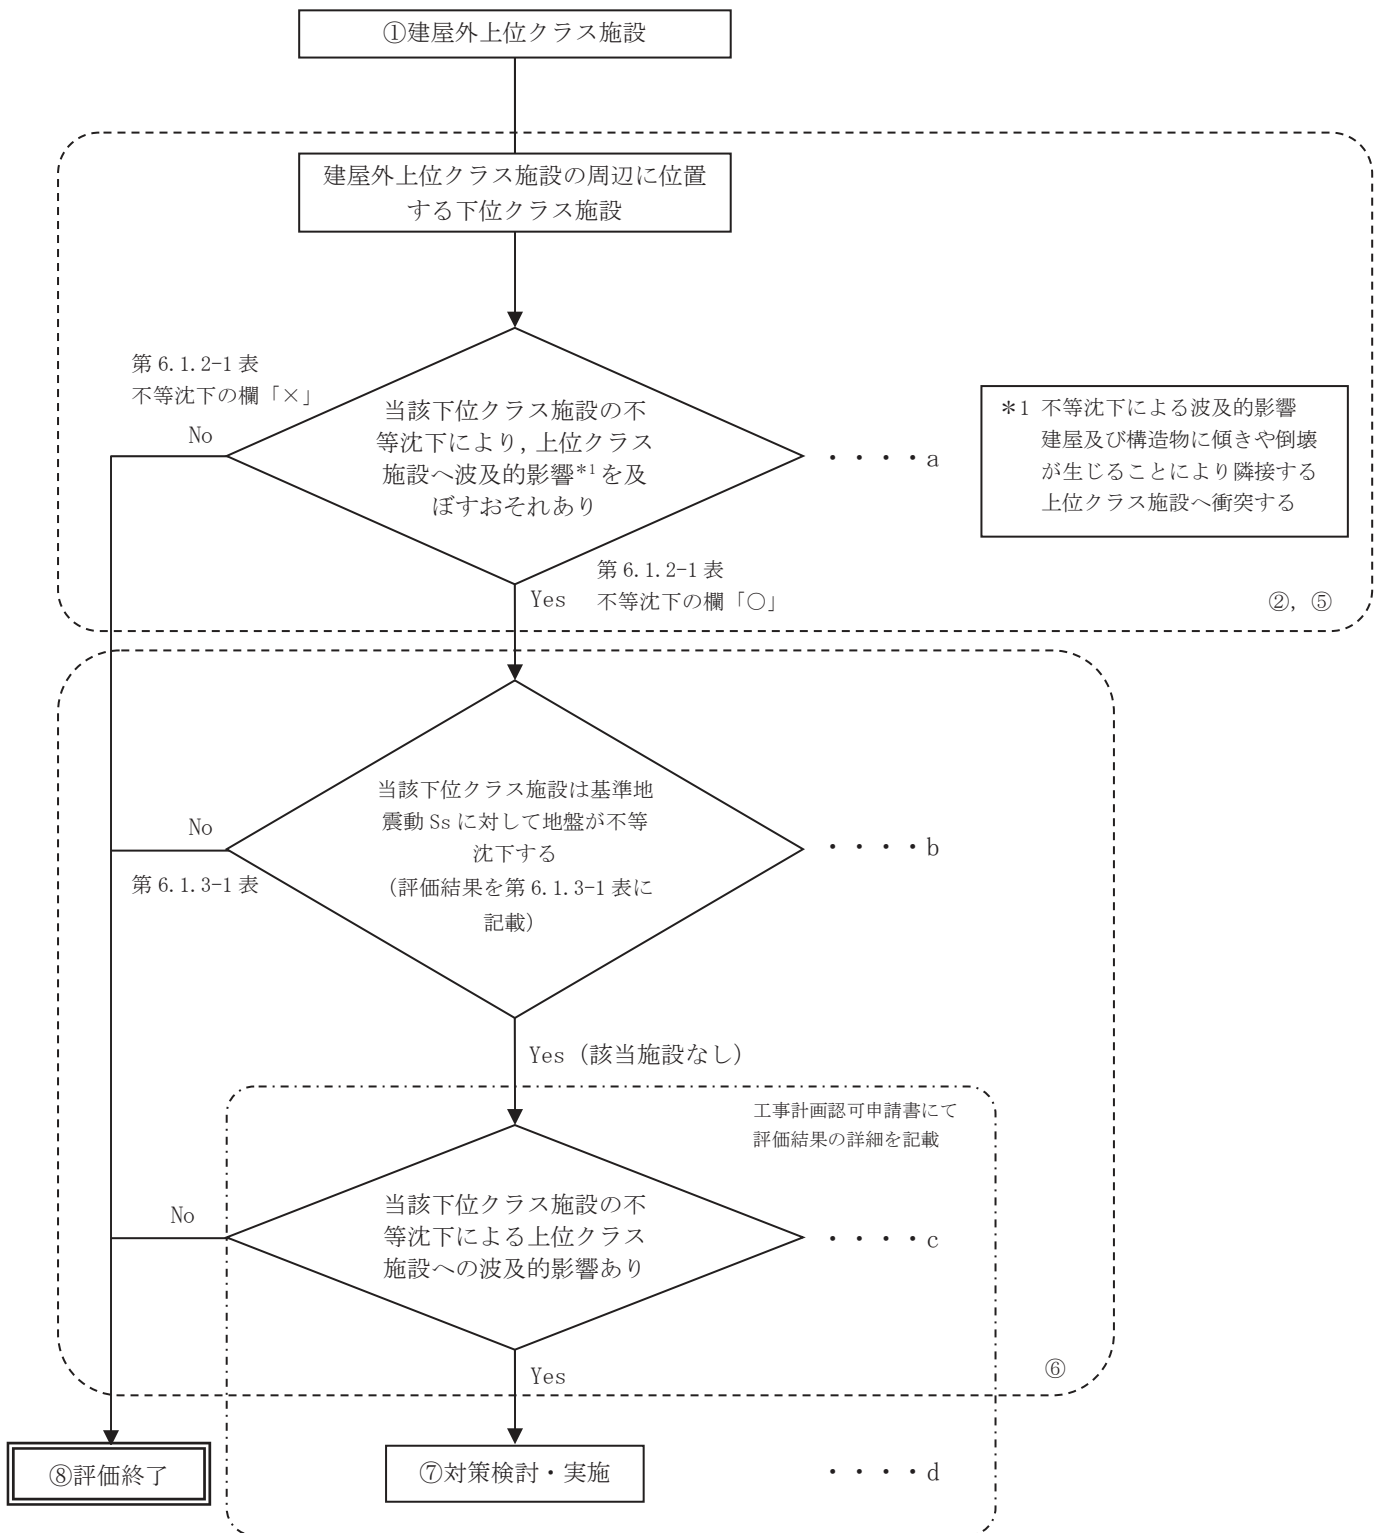 ①建屋外上位クラス施設
建屋外上位クラス施設の周辺に位置
する下位クラス施設
第 6.1.2-1 表
不等沈下の欄「×」
No
当該下位クラス施設の不
等沈下により，上位クラス
施設へ波及的影響*1 を及
ぼすおそれあり
・・・・a
＊1 不等沈下による波及的影響
建屋及び構造物に傾きや倒壊
が生じることにより隣接する
上位クラス施設へ衝突する
Yes
第 6.1.2-1 表
不等沈下の欄「○」
②，⑤
当該下位クラス施設は基準地
震動 Ss に対して地盤が不等
沈下する
（評価結果を第 6.1.3-1 表に
記載）
No
第 6.1.3-1 表
・・・・b
Yes（該当施設なし）
工事計画認可申請書にて
評価結果の詳細を記載
No
当該下位クラス施設の不
等沈下による上位クラス
施設への波及的影響あり
・・・・c
Yes
⑥
⑧評価終了
⑦対策検討・実施
・・・・d